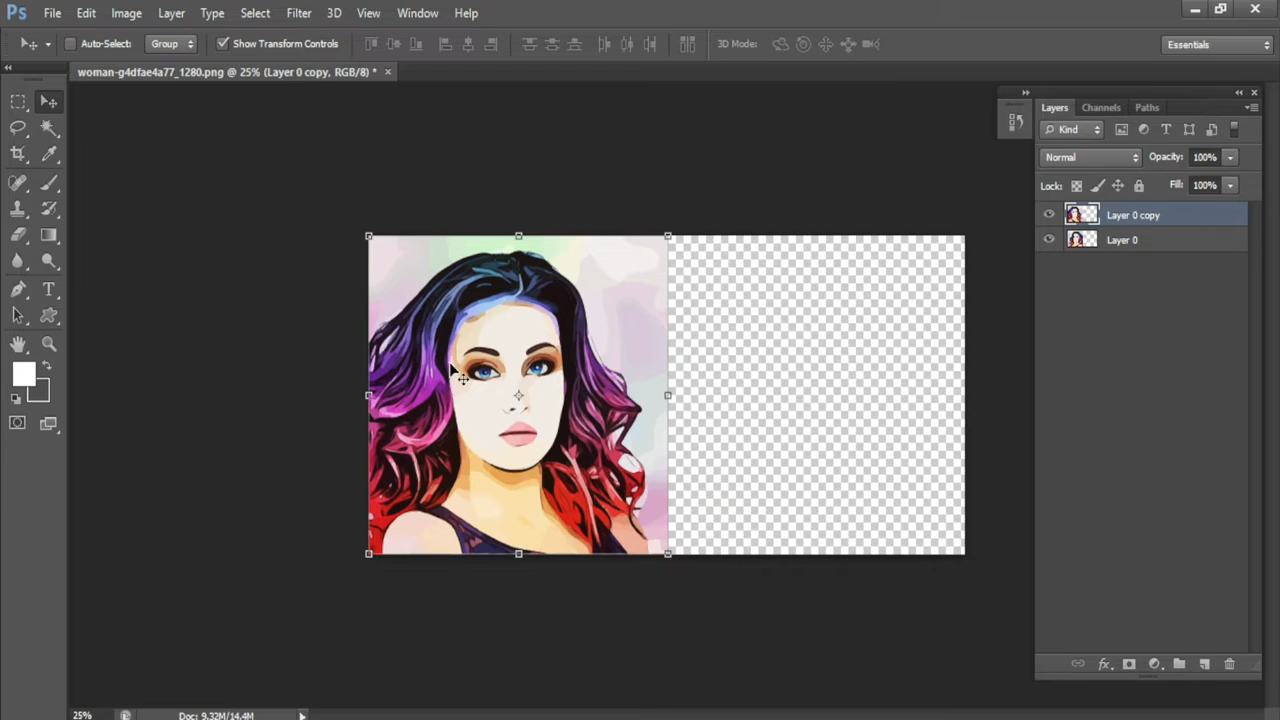 Ps File Edit Image Layer Type Select Filter 3D View Window Help
Auto-Select: Group Show Transform Controls 3D Mode: Essentials
woman-g4dfae4a77_1280.png @ 25% (Layer 0 copy, RGB/8) * ×
Layers Channels Paths
Kind
Normal Opacity: 100%
Lock: Fill: 100%
Layer 0 copy
Layer 0
fx
25% Doc: 9.32M/14.4M